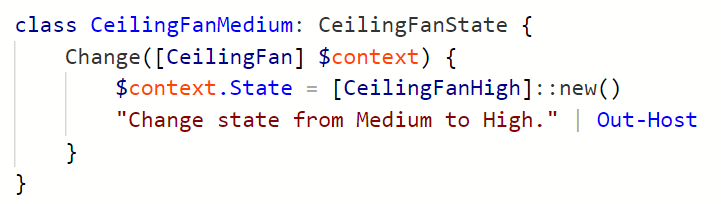 class CeilingFanMedium: CeilingFanState {
    Change([CeilingFan] $context) {
        $context.State = [CeilingFanHigh]::new()
        "Change state from Medium to High." | Out-Host
    }
}